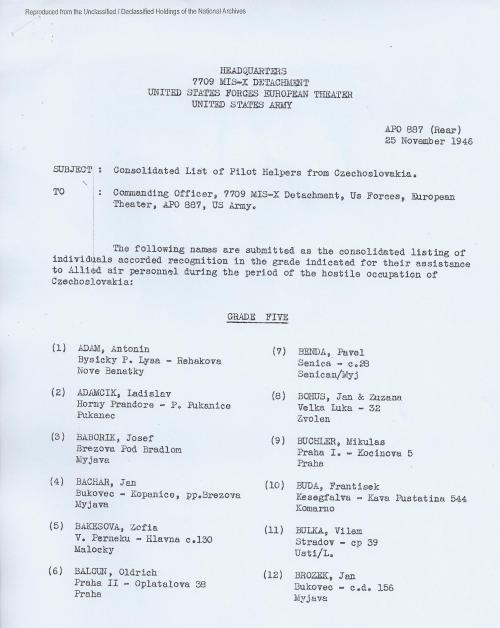 Reproduced from the Unclassified / Declassified Holdings of the National Archives
HEADQUARTERS
7709 MIS-X DETACHMENT
UNITED STATES FORCES EUROPEAN THEATER
UNITED STATES ARMY
APO 887 (Rear)
25 November 1946
SUBJECT : Consolidated List of Pilot Helpers from Czechoslovakia.
TO : Commanding Officer, 7709 MIS-X Detachment, Us Forces, European
Theater, APO 887, US Army.
The following names are submitted as the consolidated listing of
individuals accorded recognition in the grade indicated for their assistance
to Allied air personnel during the period of the hostile occupation of
Czechoslovakia:
GRADE FIVE
(1) ADAM, Antonin
Bysicky P. Lysa - Rehakova
Nove Benatky
(2) ADAMCIK, Ladislav
Horny Prandore - P. Pukanice
Pukanec
(3) BABORIK, Josef
Brezova Pod Bradlom
Myjava
(4) BACHAR, Jan
Bukovec - Kopanice, pp.Brezova
Myjava
(5) BAKESOVA, Zofia
V. Perneku - Hlavna c.130
Malocky
(6) BALOUN, Oldrich
Praha II - Oplatalova 38
Praha
(7) BENDA, Pavel
Senica - c.28
Senican/Myj
(8) BOHUS, Jan & Zuzana
Velka Luka - 32
Zvolen
(9) BUCHLER, Mikulas
Praha I. - Kocinova 5
Praha
(10) BUDA, Frantisek
Kesegfalva - Kava Pustatina 544
Komarno
(11) BULKA, Vilem
Stradov - cp 39
Usti/L.
(12) BROZEK, Jan
Bukovec - c.d. 156
Myjava